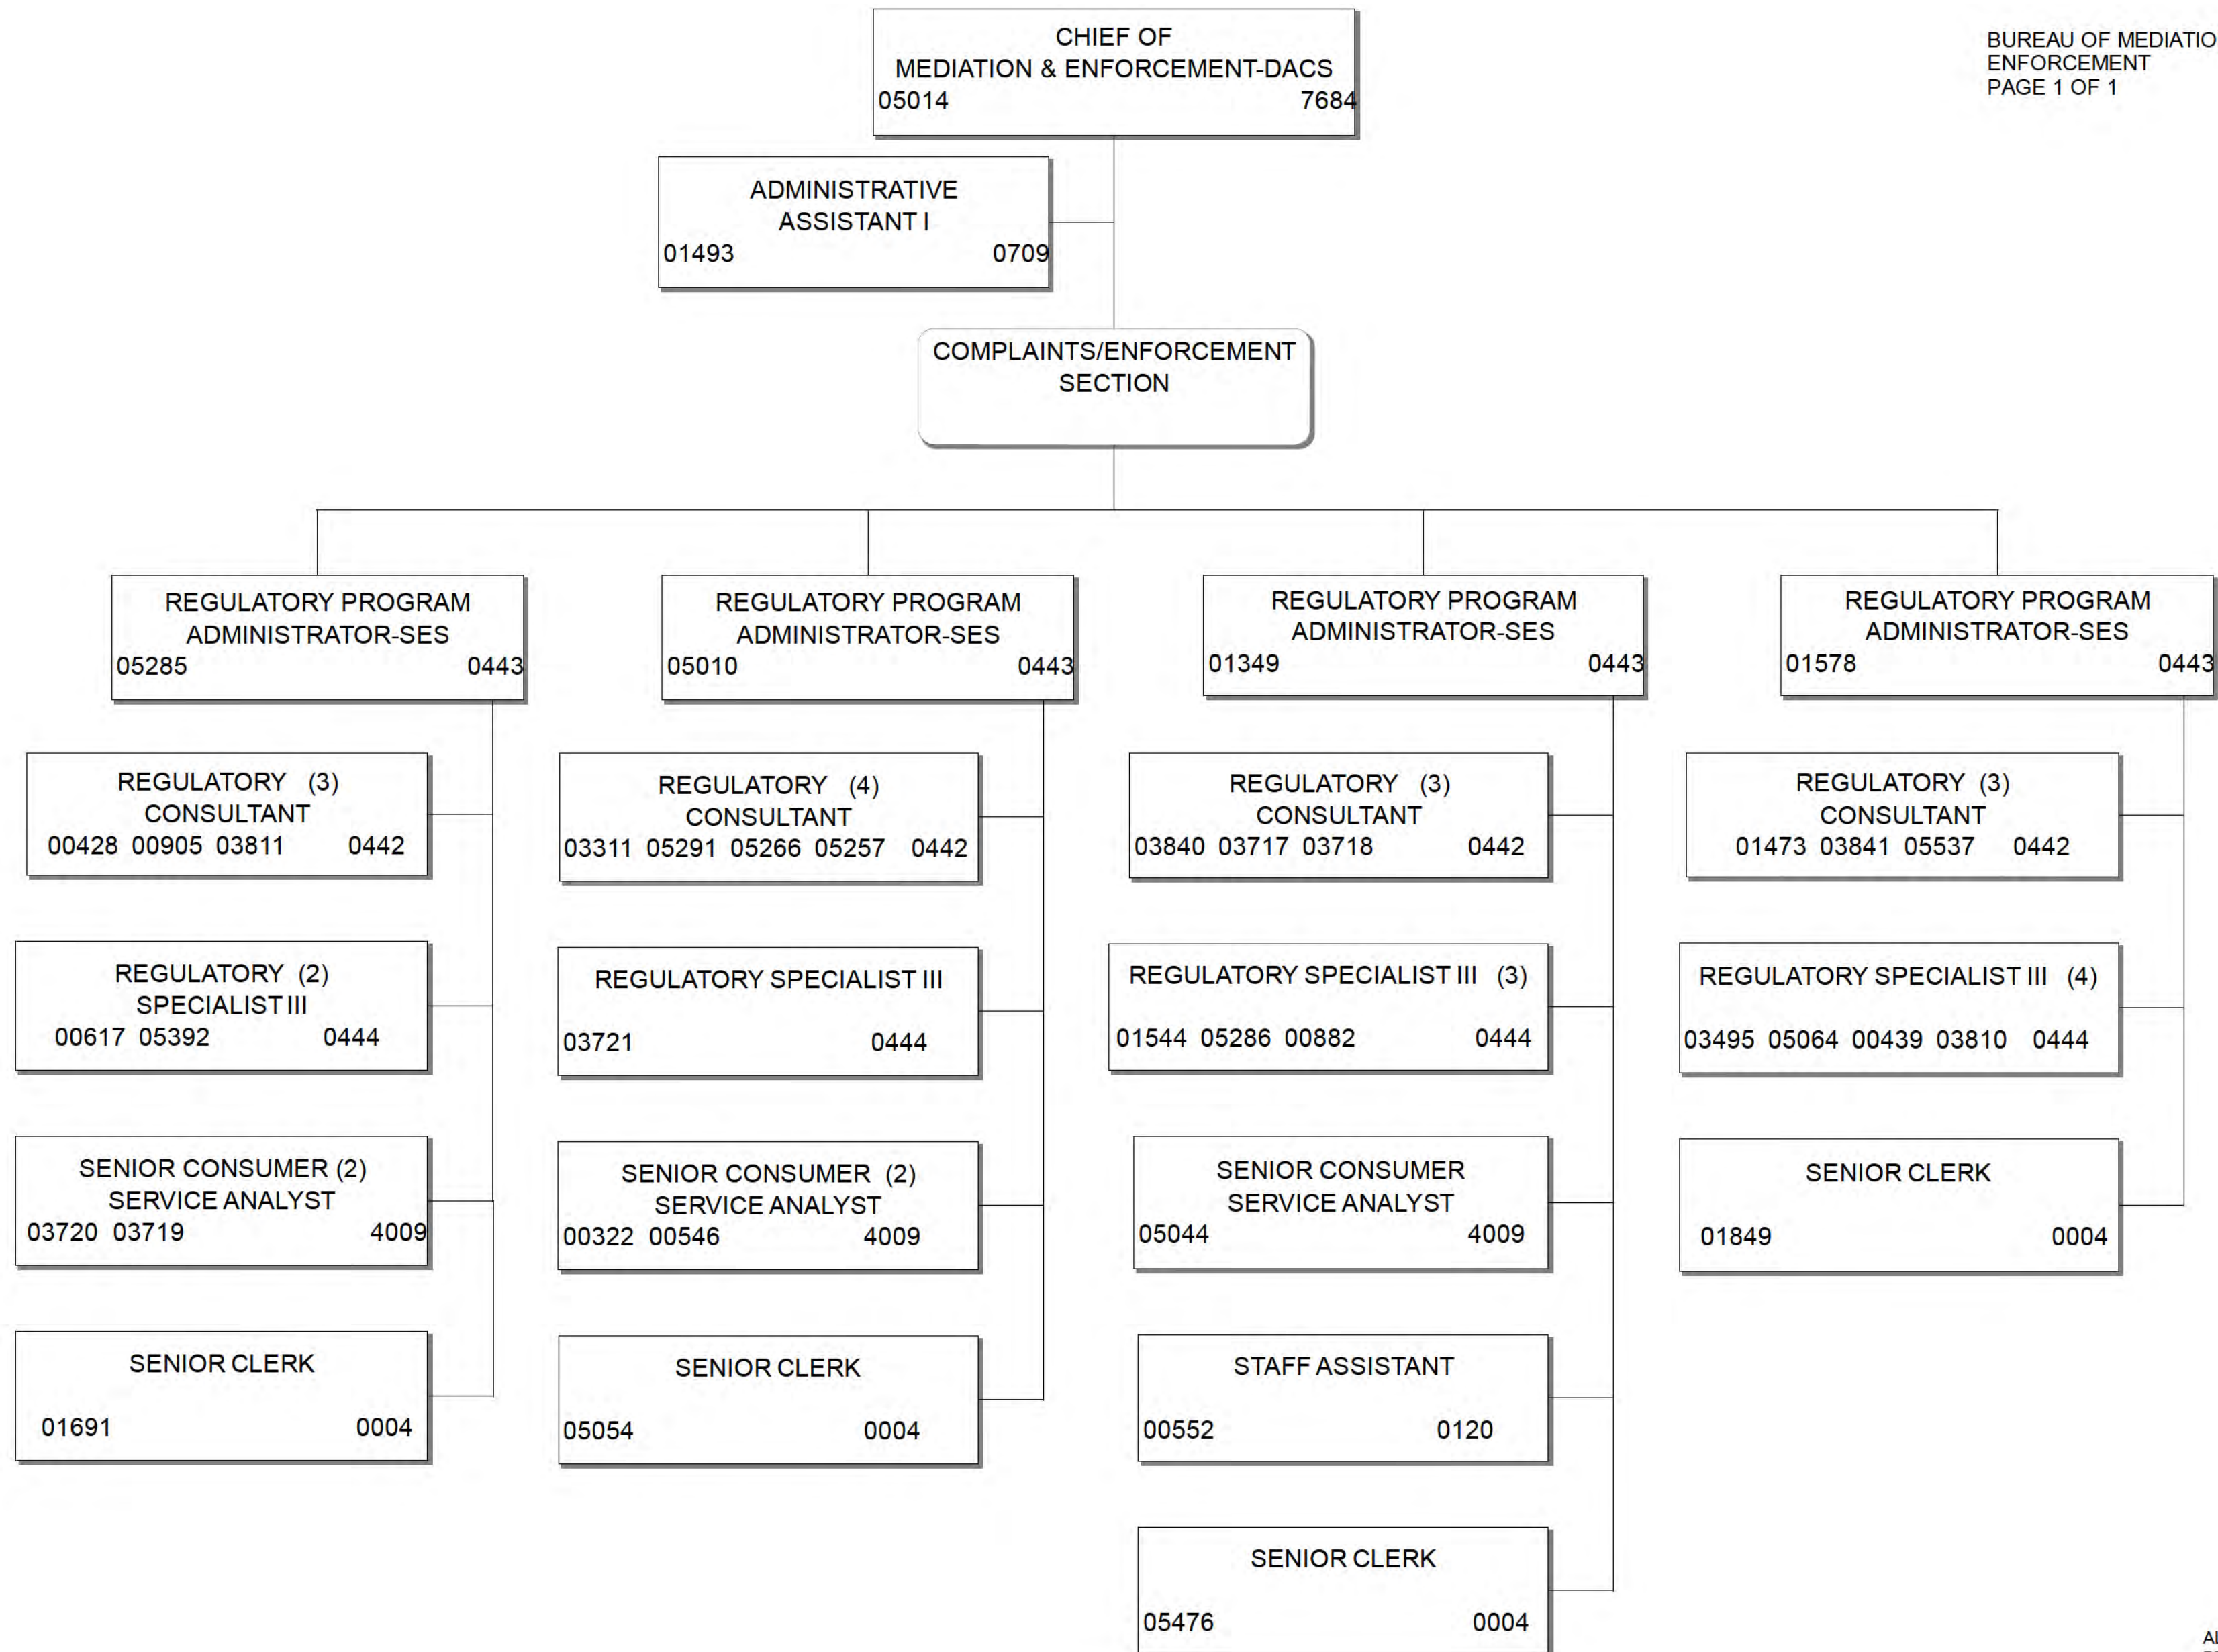 CHIEF OF
MEDIATION & ENFORCEMENT-DACS
05014 7684
BUREAU OF MEDIATIO
ENFORCEMENT
PAGE 1 OF 1
ADMINISTRATIVE
ASSISTANT I
01493 0709
COMPLAINTS/ENFORCEMENT
SECTION
REGULATORY PROGRAM
ADMINISTRATOR-SES
05285 0443
REGULATORY (3)
CONSULTANT
00428 00905 03811 0442
REGULATORY (2)
SPECIALIST III
00617 05392 0444
SENIOR CONSUMER (2)
SERVICE ANALYST
03720 03719 4009
SENIOR CLERK
01691 0004
REGULATORY PROGRAM
ADMINISTRATOR-SES
05010 0443
REGULATORY (4)
CONSULTANT
03311 05291 05266 05257 0442
REGULATORY SPECIALIST III
03721 0444
SENIOR CONSUMER (2)
SERVICE ANALYST
00322 00546 4009
SENIOR CLERK
05054 0004
REGULATORY PROGRAM
ADMINISTRATOR-SES
01349 0443
REGULATORY (3)
CONSULTANT
03840 03717 03718 0442
REGULATORY SPECIALIST III (3)
01544 05286 00882 0444
SENIOR CONSUMER
SERVICE ANALYST
05044 4009
STAFF ASSISTANT
00552 0120
SENIOR CLERK
05476 0004
REGULATORY PROGRAM
ADMINISTRATOR-SES
01578 0443
REGULATORY (3)
CONSULTANT
01473 03841 05537 0442
REGULATORY SPECIALIST III (4)
03495 05064 00439 03810 0444
SENIOR CLERK
01849 0004